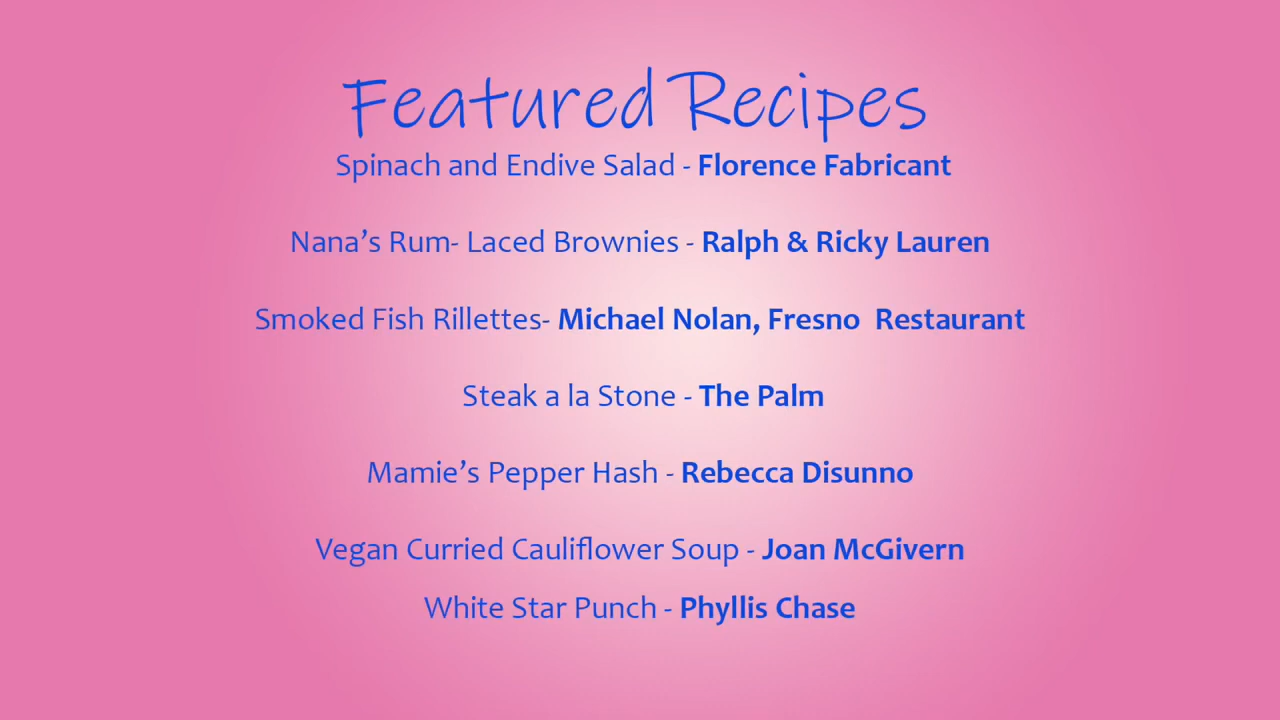 Featured Recipes
Spinach and Endive Salad - Florence Fabricant
Nana’s Rum- Laced Brownies - Ralph & Ricky Lauren
Smoked Fish Rillettes- Michael Nolan, Fresno  Restaurant
Steak a la Stone - The Palm
Mamie’s Pepper Hash - Rebecca Disunno
Vegan Curried Cauliflower Soup - Joan McGivern
White Star Punch - Phyllis Chase